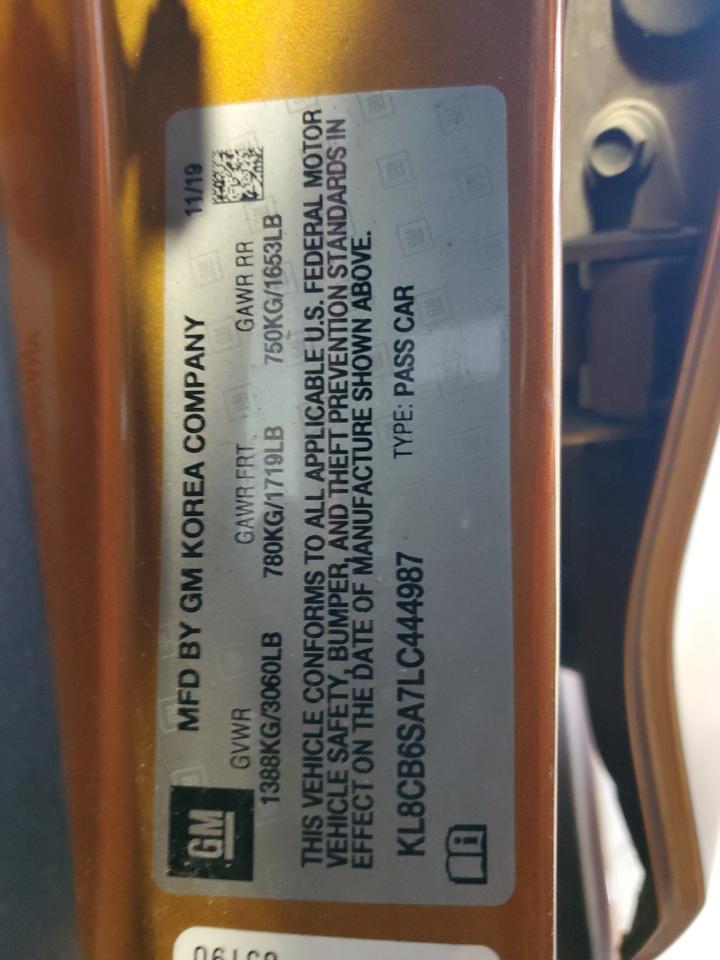 GM
MFD BY GM KOREA COMPANY 11/19
GVWR GAWR FRT GAWR RR
1388KG/3060LB 780KG/1719LB 750KG/1653LB
THIS VEHICLE CONFORMS TO ALL APPLICABLE U.S. FEDERAL MOTOR
VEHICLE SAFETY, BUMPER, AND THEFT PREVENTION STANDARDS IN
EFFECT ON THE DATE OF MANUFACTURE SHOWN ABOVE.
KL8CB6SA7LC444987 TYPE: PASS CAR